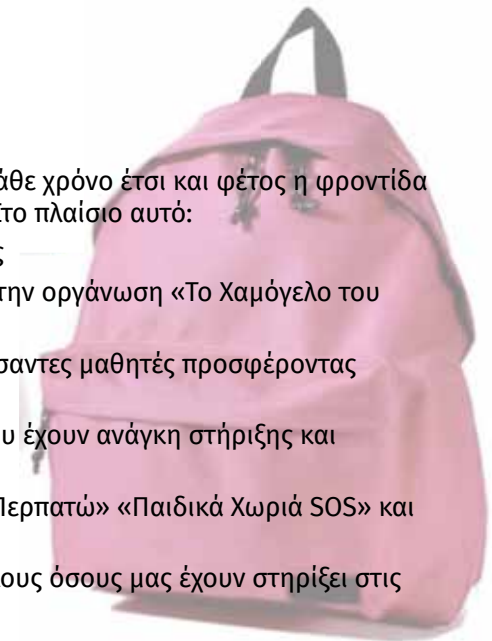 άθε χρόνο έτσι και φέτος η φροντίδα
το πλαίσιο αυτό:
ς
την οργάνωση «Το Χαμόγελο του
σαντες μαθητές προσφέροντας
υ έχουν ανάγκη στήριξης και
Περπατώ» «Παιδικά Χωριά SOS» και
λους όσους μας έχουν στηρίξει στις